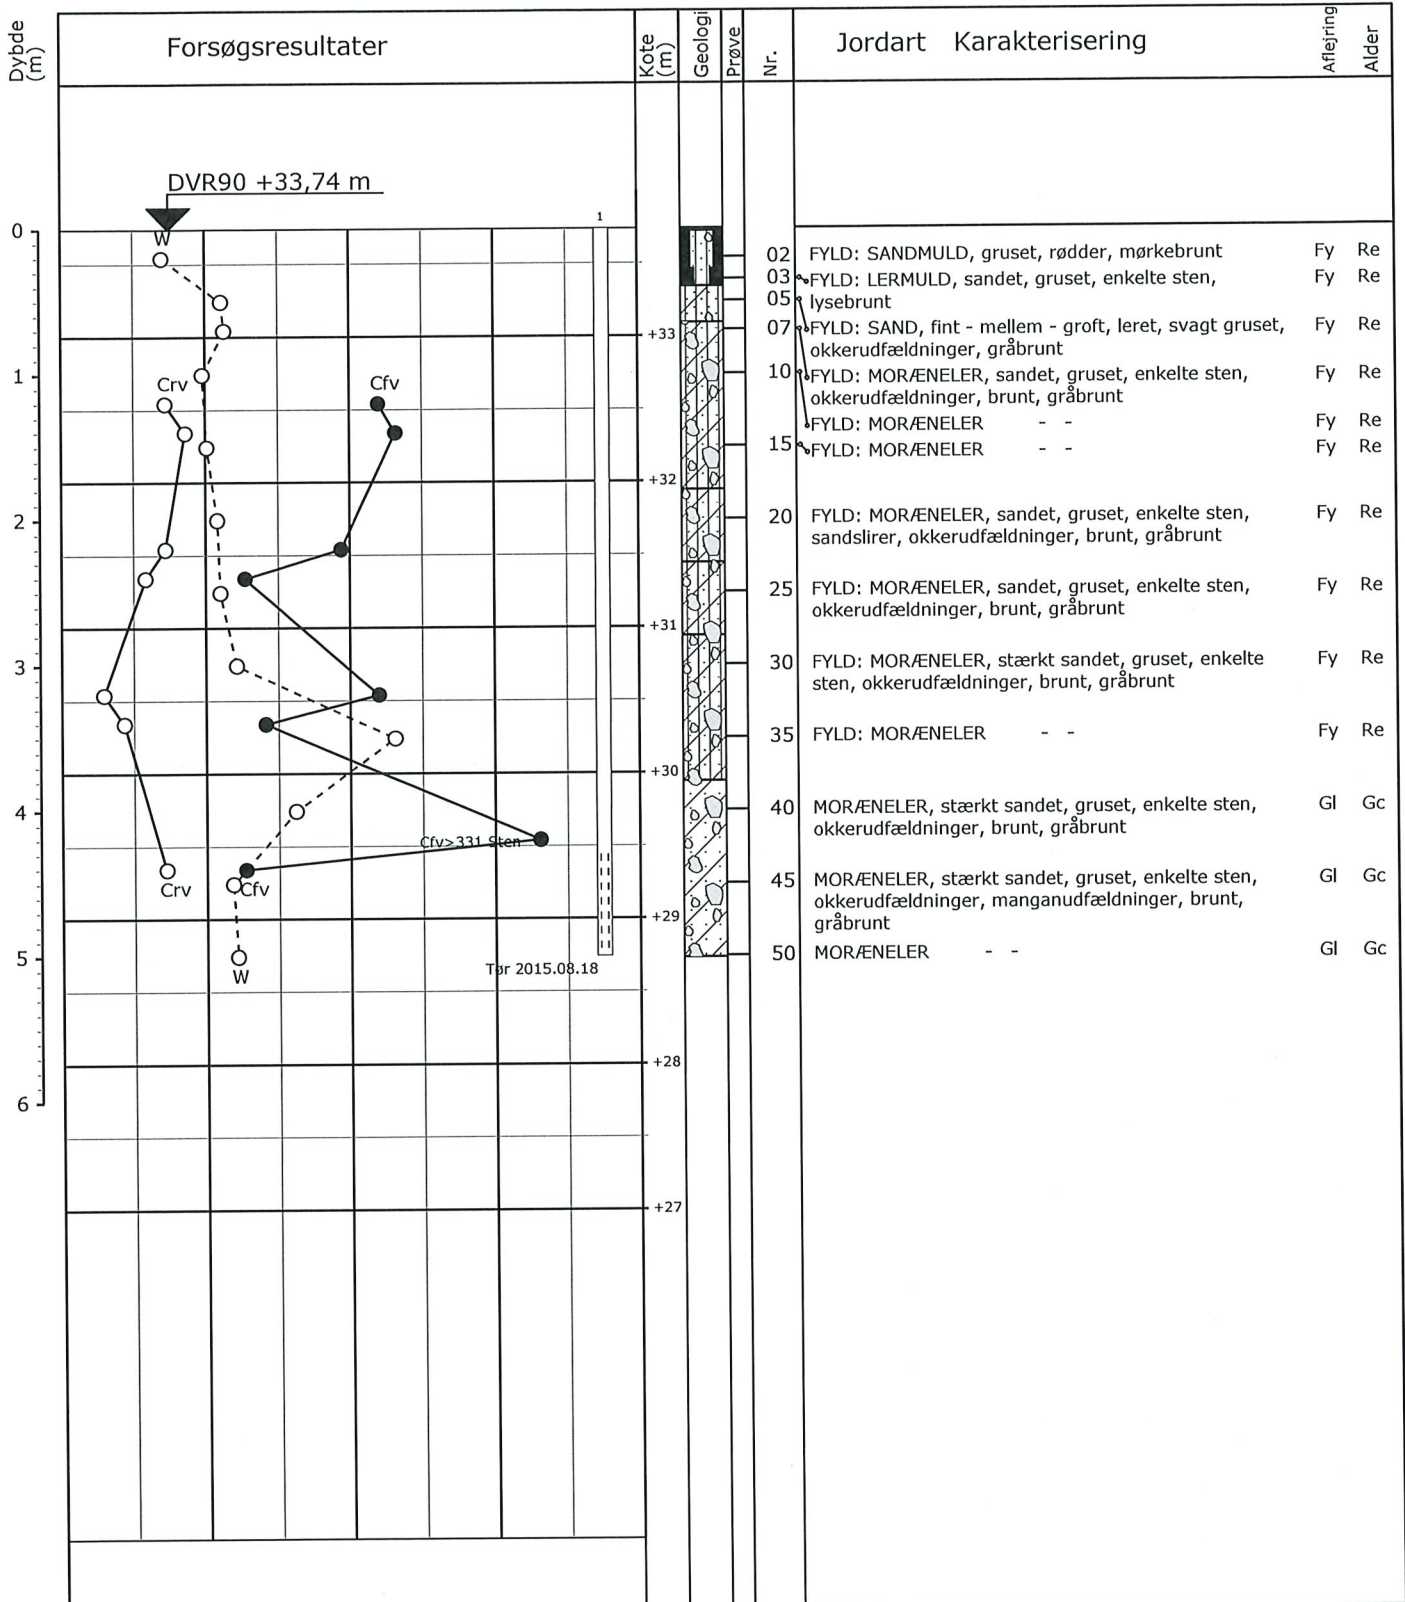 Dybde
(m)
Forsøgsresultater
Kote
(m)
Geologi
Prøve
Nr.
Jordart Karakterisering
Aflejring
Alder
DVR90 +33,74 m
1
0
W
02 FYLD: SANDMULD, gruset, rødder, mørkebrunt Fy Re
03 FYLD: LERMULD, sandet, gruset, enkelte sten, Fy Re
05 lysebrunt
07 FYLD: SAND, fint - mellem - groft, leret, svagt gruset, Fy Re
+33
okkerudfældninger, gråbrunt
1
Crv
Cfv
10 FYLD: MORÆNELER, sandet, gruset, enkelte sten, Fy Re
okkerudfældninger, brunt, gråbrunt
FYLD: MORÆNELER - - Fy Re
15 FYLD: MORÆNELER - - Fy Re
+32
2
20 FYLD: MORÆNELER, sandet, gruset, enkelte sten, Fy Re
sandslirer, okkerudfældninger, brunt, gråbrunt
25 FYLD: MORÆNELER, sandet, gruset, enkelte sten, Fy Re
okkerudfældninger, brunt, gråbrunt
+31
3
30 FYLD: MORÆNELER, stærkt sandet, gruset, enkelte Fy Re
sten, okkerudfældninger, brunt, gråbrunt
35 FYLD: MORÆNELER - - Fy Re
+30
4
40 MORÆNELER, stærkt sandet, gruset, enkelte sten, Gl Gc
okkerudfældninger, brunt, gråbrunt
Cfv>331 Sten
Crv
Cfv
45 MORÆNELER, stærkt sandet, gruset, enkelte sten, Gl Gc
okkerudfældninger, manganudfældninger, brunt,
gråbrunt
+29
5
50 MORÆNELER - - Gl Gc
W
Tør 2015.08.18
+28
6
+27